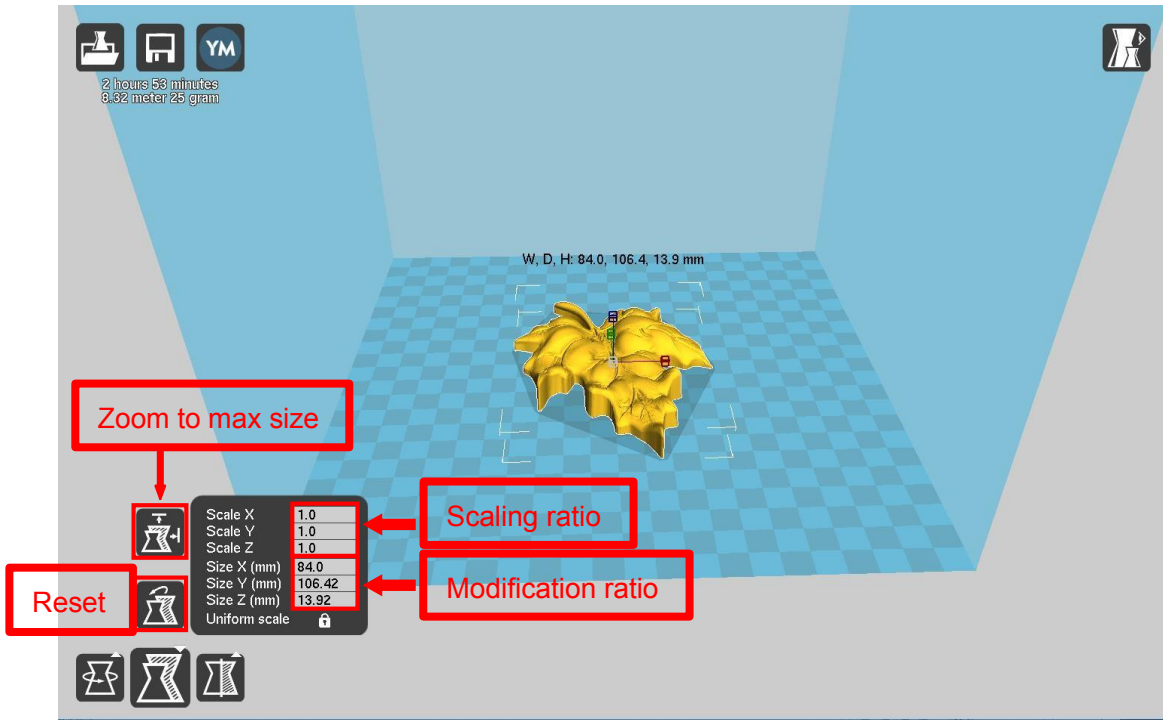 YM
2 hours 53 minutes
8.32 meter 25 gram
W, D, H: 84.0, 106.4, 13.9 mm
Zoom to max size
Scale X 1.0
Scale Y 1.0
Scale Z 1.0
Size X (mm) 84.0
Size Y (mm) 106.42
Size Z (mm) 13.92
Uniform scale
Scaling ratio
Modification ratio
Reset